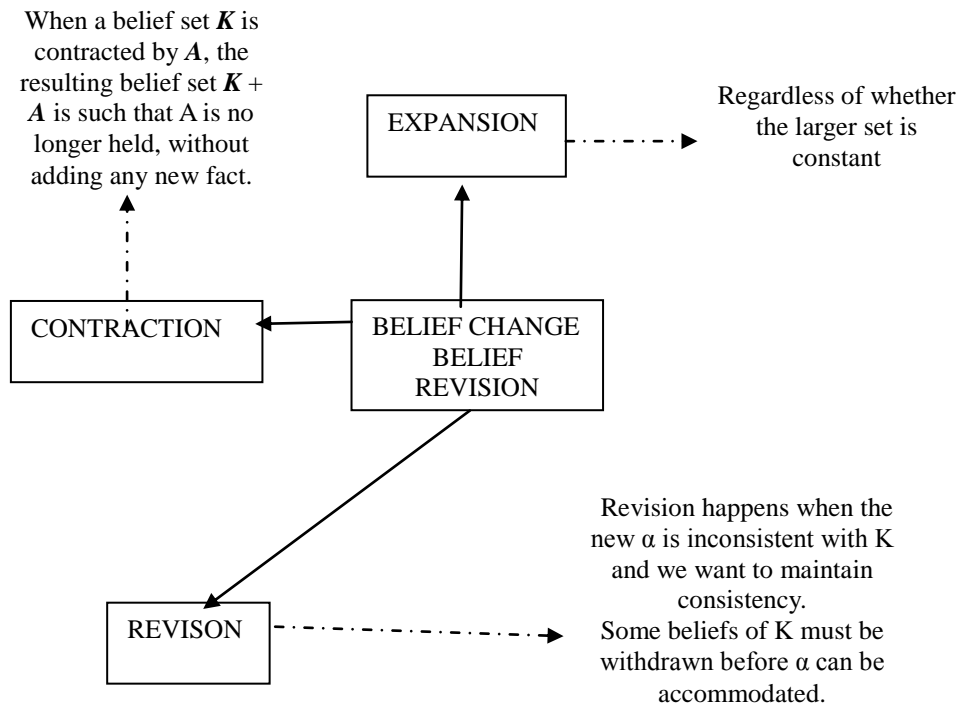 When a belief set K is
contracted by A, the
resulting belief set K +
A is such that A is no
longer held, without
adding any new fact.
EXPANSION
Regardless of whether
the larger set is
constant
CONTRACTION
BELIEF CHANGE
BELIEF
REVISION
Revision happens when the
new α is inconsistent with K
and we want to maintain
consistency.
Some beliefs of K must be
withdrawn before α can be
accommodated.
REVISON